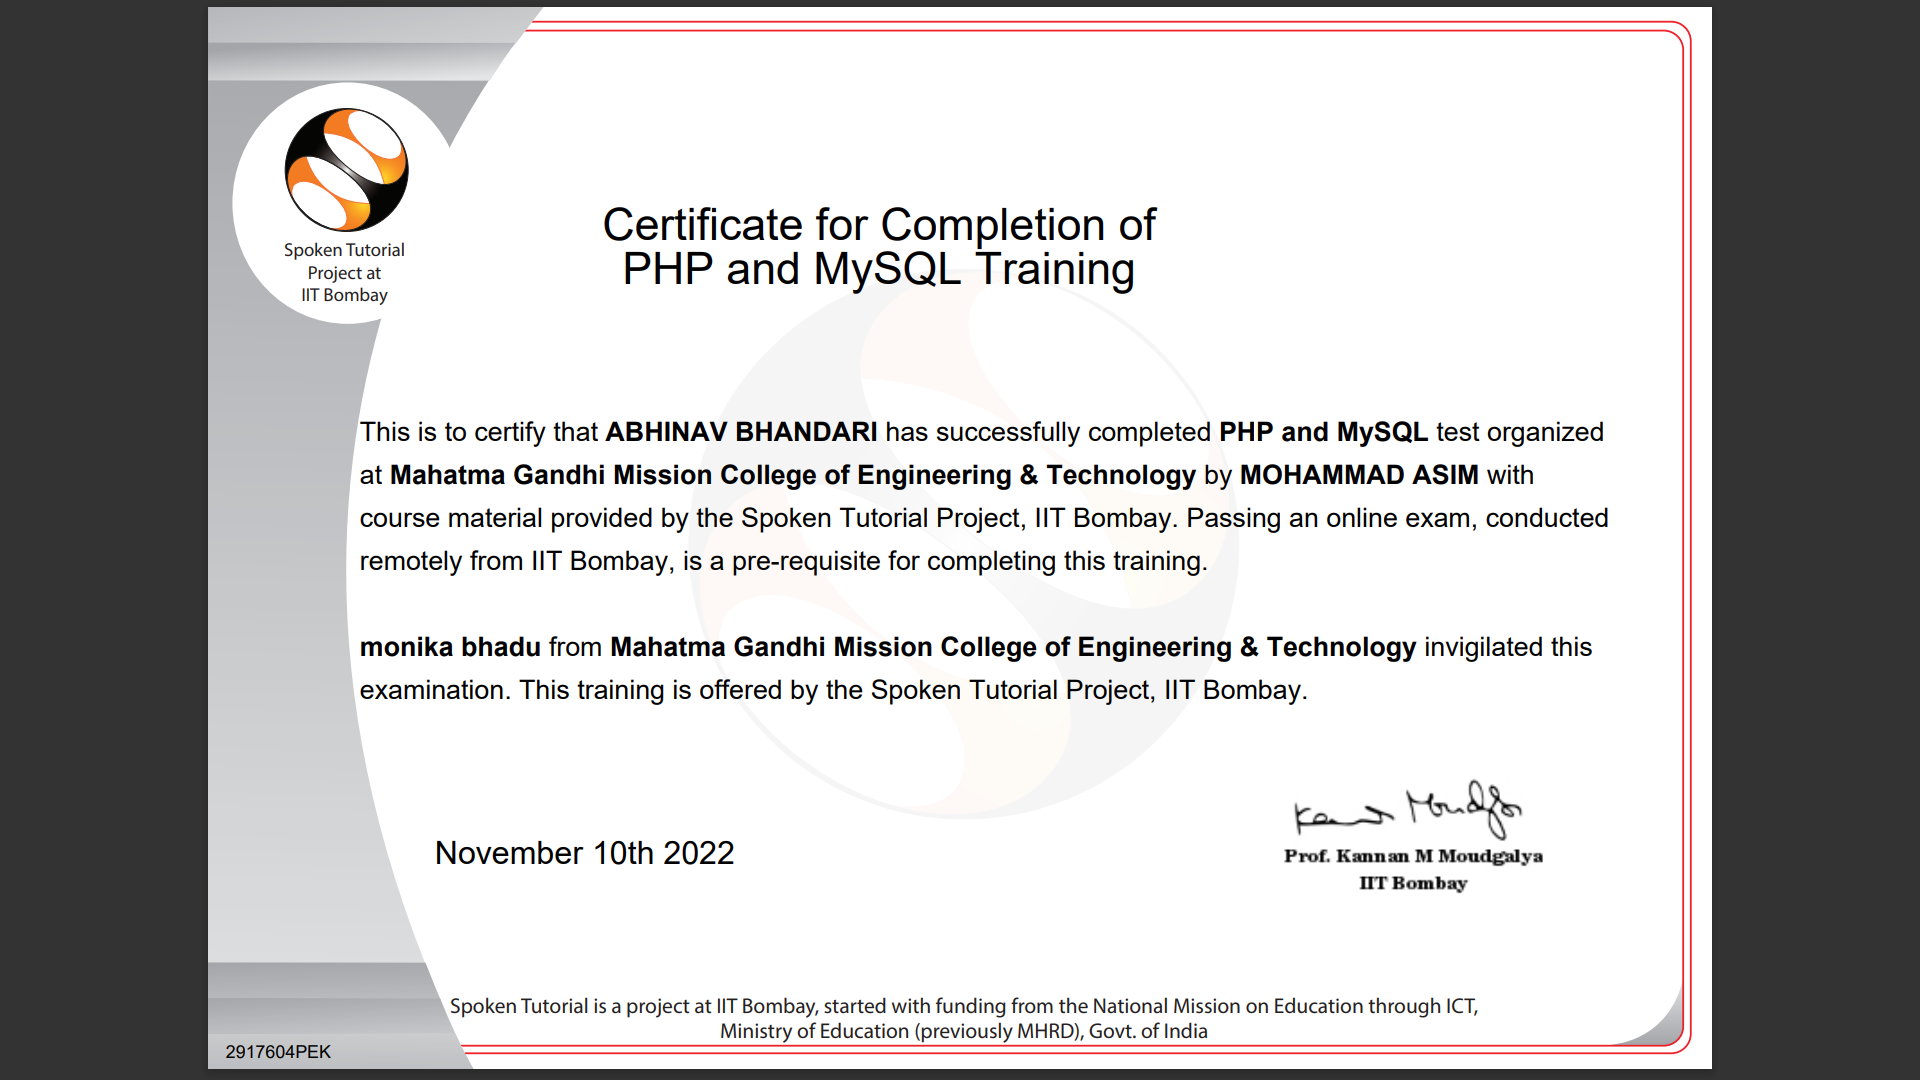 Spoken Tutorial
Project at
IIT Bombay
Certificate for Completion of
PHP and MySQL Training
This is to certify that ABHINAV BHANDARI has successfully completed PHP and MySQL test organized
at Mahatma Gandhi Mission College of Engineering & Technology by MOHAMMAD ASIM with
course material provided by the Spoken Tutorial Project, IIT Bombay. Passing an online exam, conducted
remotely from IIT Bombay, is a pre-requisite for completing this training.
monika bhadu from Mahatma Gandhi Mission College of Engineering & Technology invigilated this
examination. This training is offered by the Spoken Tutorial Project, IIT Bombay.
November 10th 2022
Prof. Kannan M Moudgalya
IIT Bombay
Spoken Tutorial is a project at IIT Bombay, started with funding from the National Mission on Education through ICT,
Ministry of Education (previously MHRD), Govt. of India
2917604PEK